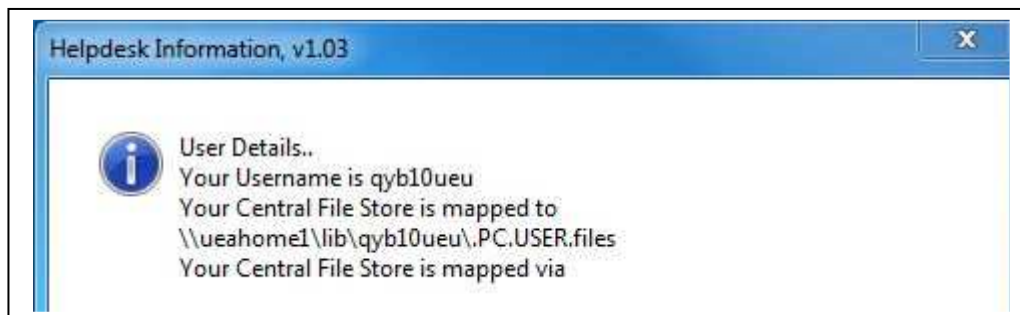 Helpdesk Information, v1.03
User Details..
Your Username is qyb10ueu
Your Central File Store is mapped to
\\ueahome1\lib\qyb10ueu\.PC.USER.files
Your Central File Store is mapped via